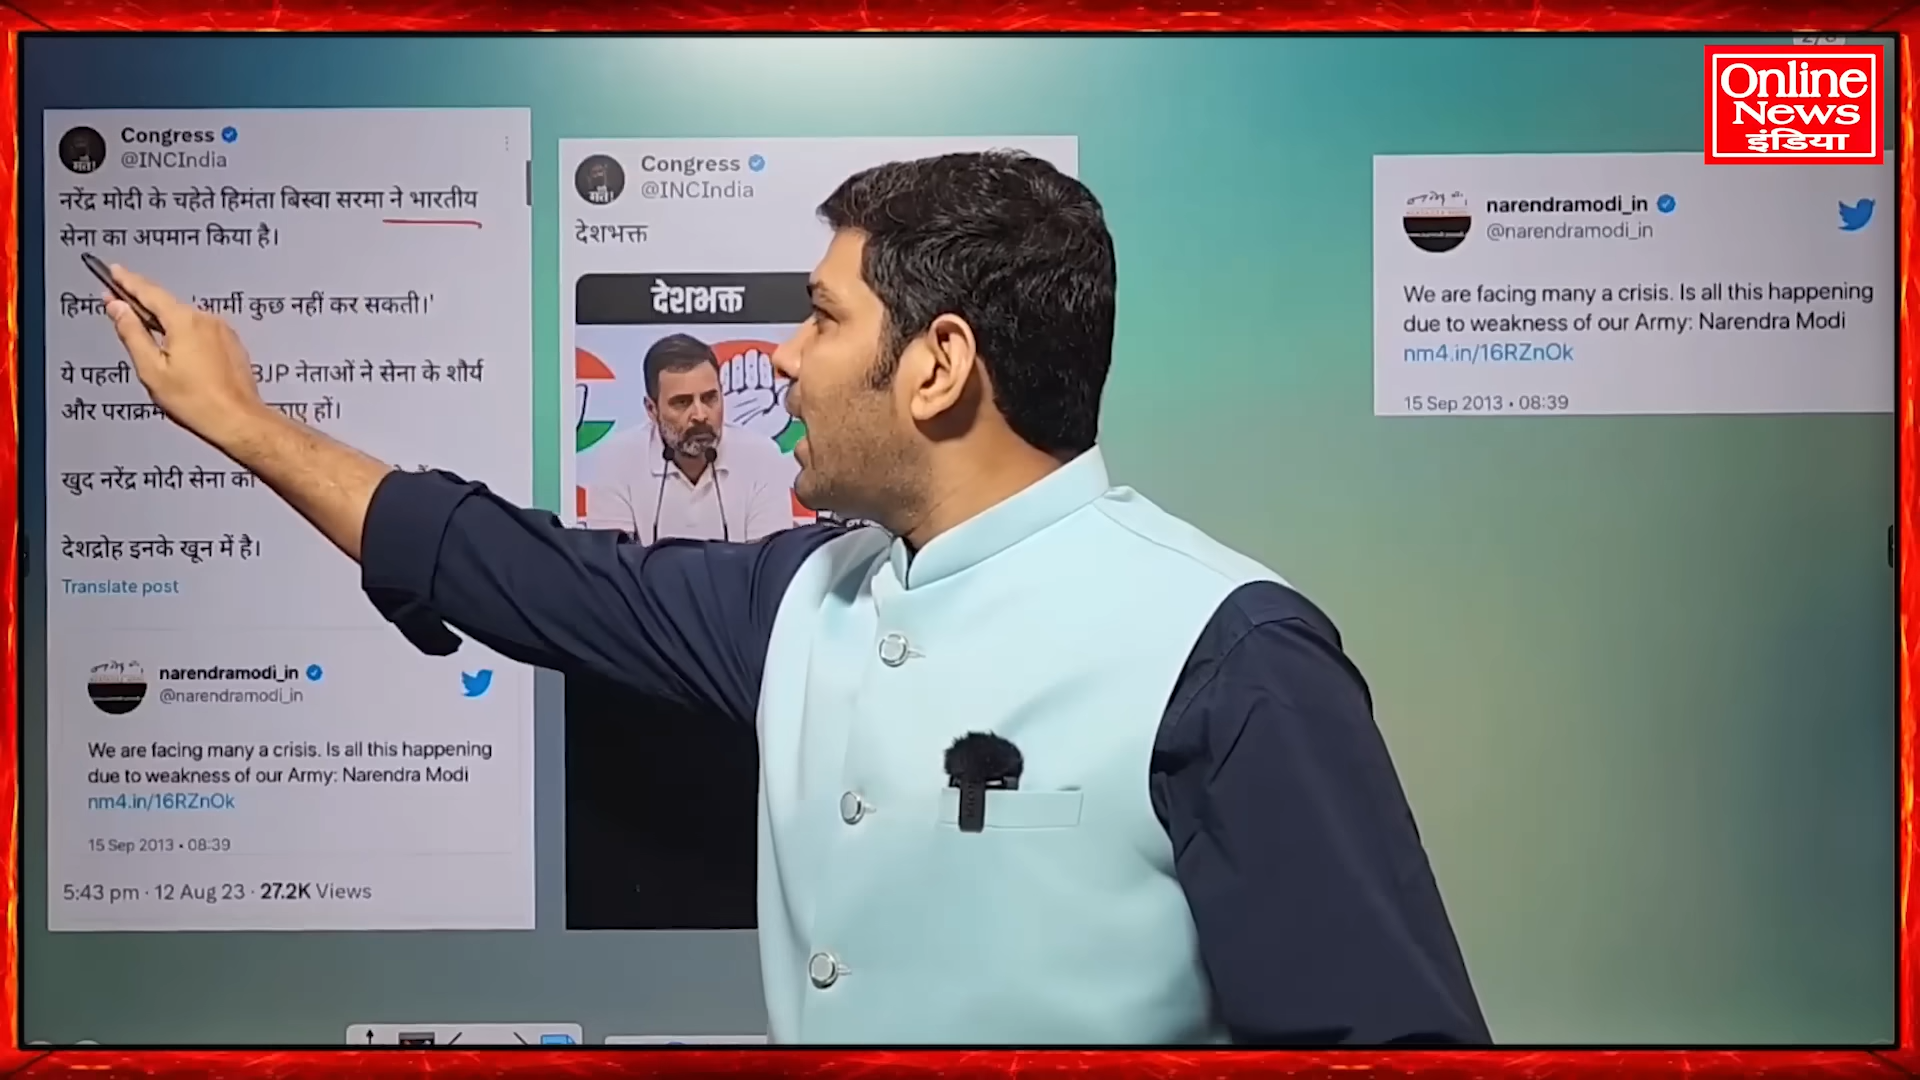 Online
News
इंडिया
Congress
@INCIndia
नरेंद्र मोदी के चहेते हिमंता बिस्वा सरमा ने भारतीय
सेना का अपमान किया है।
'आर्मी कुछ नहीं कर सकती।'
ये पहली BJP नेताओं ने सेना के शौर्य
और हों।
खुद नरेंद्र मोदी सेना
देशद्रोह इनके खून में है।
Translate post
narendramodi_in
@narendramodi_in
We are facing many a crisis. Is all this happening
due to weakness of our Army: Narendra Modi
nm4.in/16RZnOk
15 Sep 2013 • 08:39
5:43 pm · 12 Aug 23 · 27.2K Views
Congress
@INCIndia
देशभक्त
देशभक्त
narendramodi_in
@narendramodi_in
We are facing many a crisis. Is all this happening
due to weakness of our Army: Narendra Modi
nm4.in/16RZnOk
15 Sep 2013 • 08:39